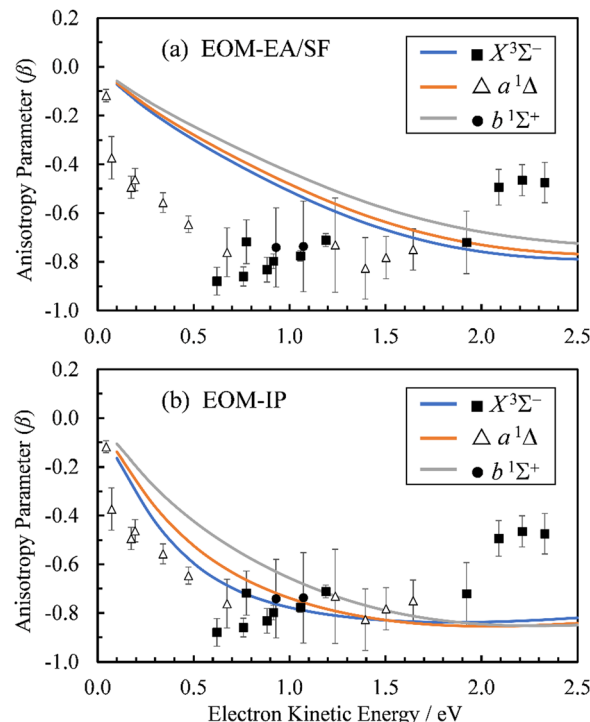 0.2
(a) EOM-EA/SF
X³Σ⁻
a¹Δ
b¹Σ⁺
0.0
-0.2
-0.4
-0.6
-0.8
-1.0
Anisotropy Parameter (β)
0.0 0.5 1.0 1.5 2.0 2.5
0.2
(b) EOM-IP
X³Σ⁻
a¹Δ
b¹Σ⁺
0.0
-0.2
-0.4
-0.6
-0.8
-1.0
Anisotropy Parameter (β)
0.0 0.5 1.0 1.5 2.0 2.5
Electron Kinetic Energy / eV